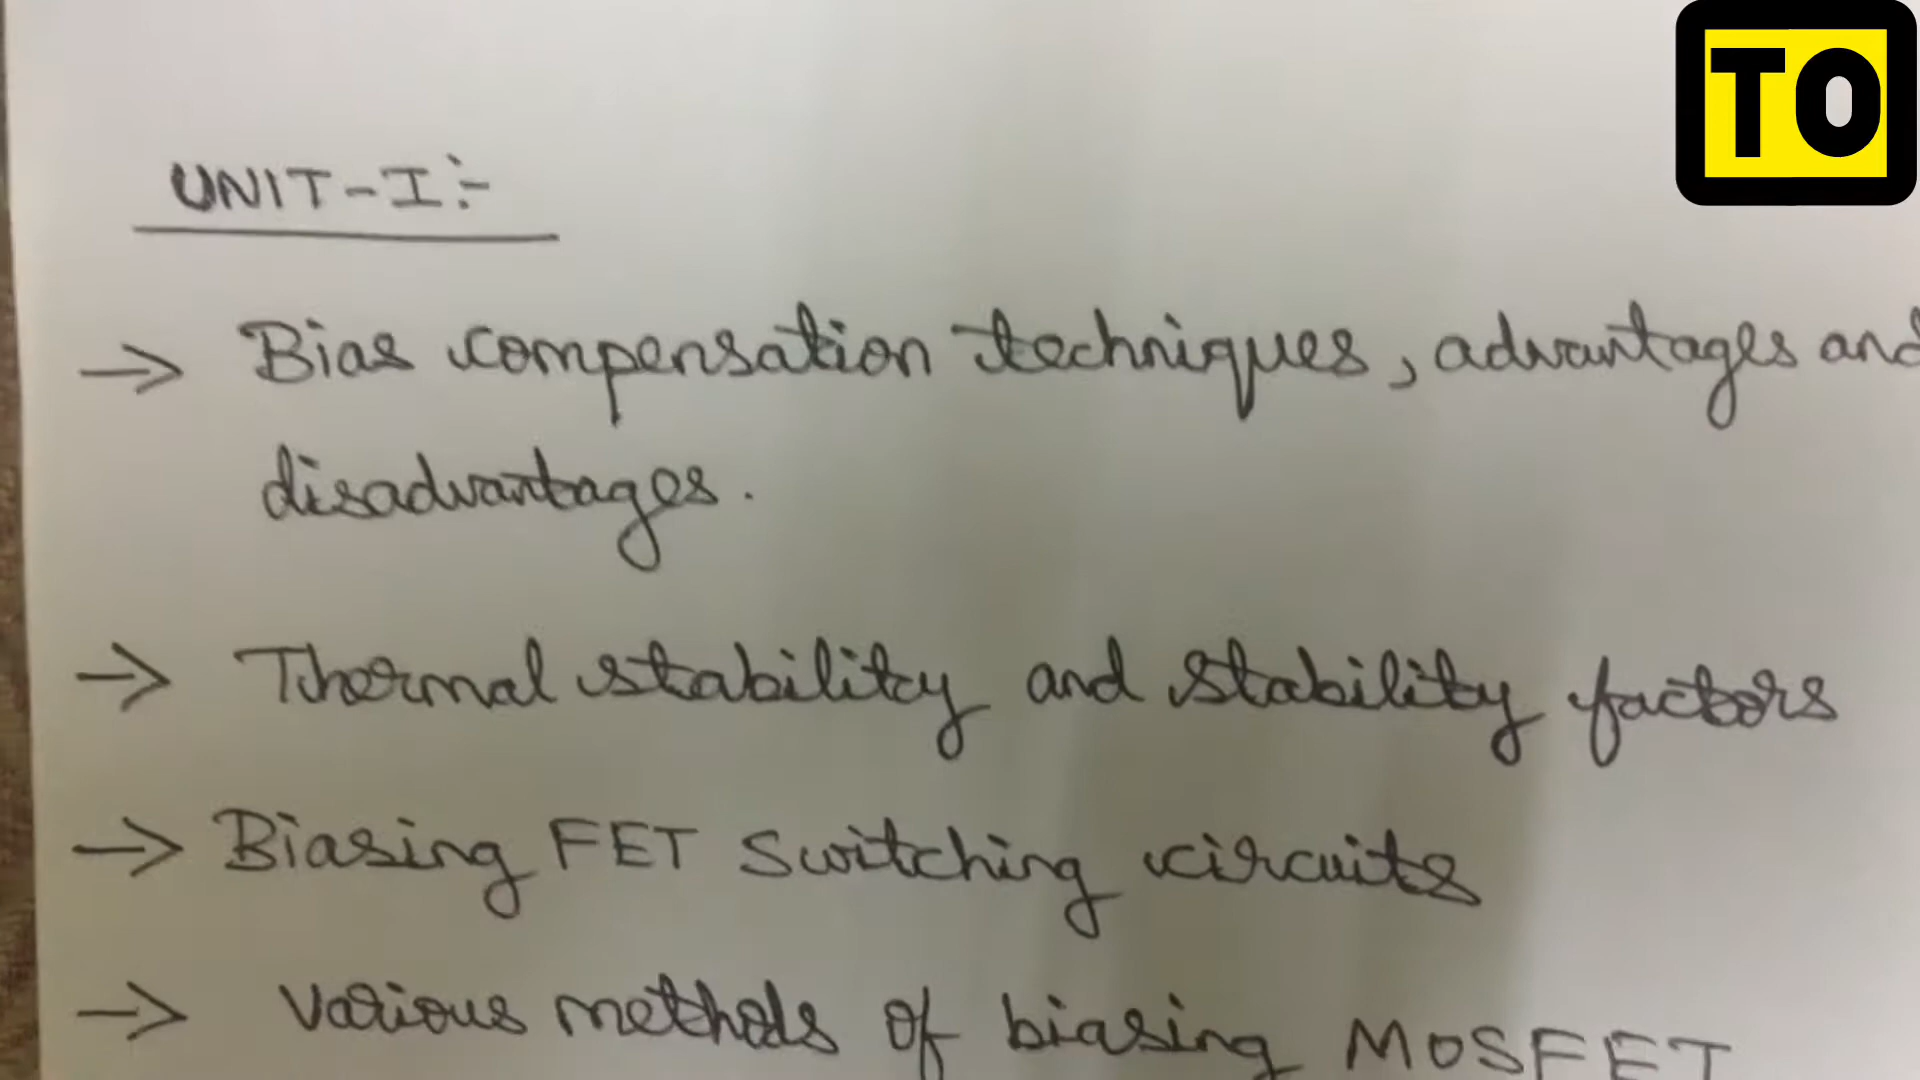 TO
UNIT-I:-
→ Bias compensation techniques, advantages and
disadvantages.
→ Thermal stability and stability factors
→ Biasing FET Switching circuits
→ Various methods of biasing MOSFET